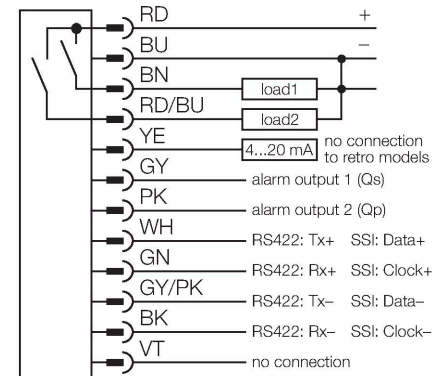 RD +
BU –
BN load1
RD/BU load2
YE 4...20 mA no connection
to retro models
GY alarm output 1 (Qs)
PK alarm output 2 (Qp)
WH RS422: Tx+ SSI: Data+
GN RS422: Rx+ SSI: Clock+
GY/PK RS422: Tx– SSI: Data–
BK RS422: Rx– SSI: Clock–
VT no connection